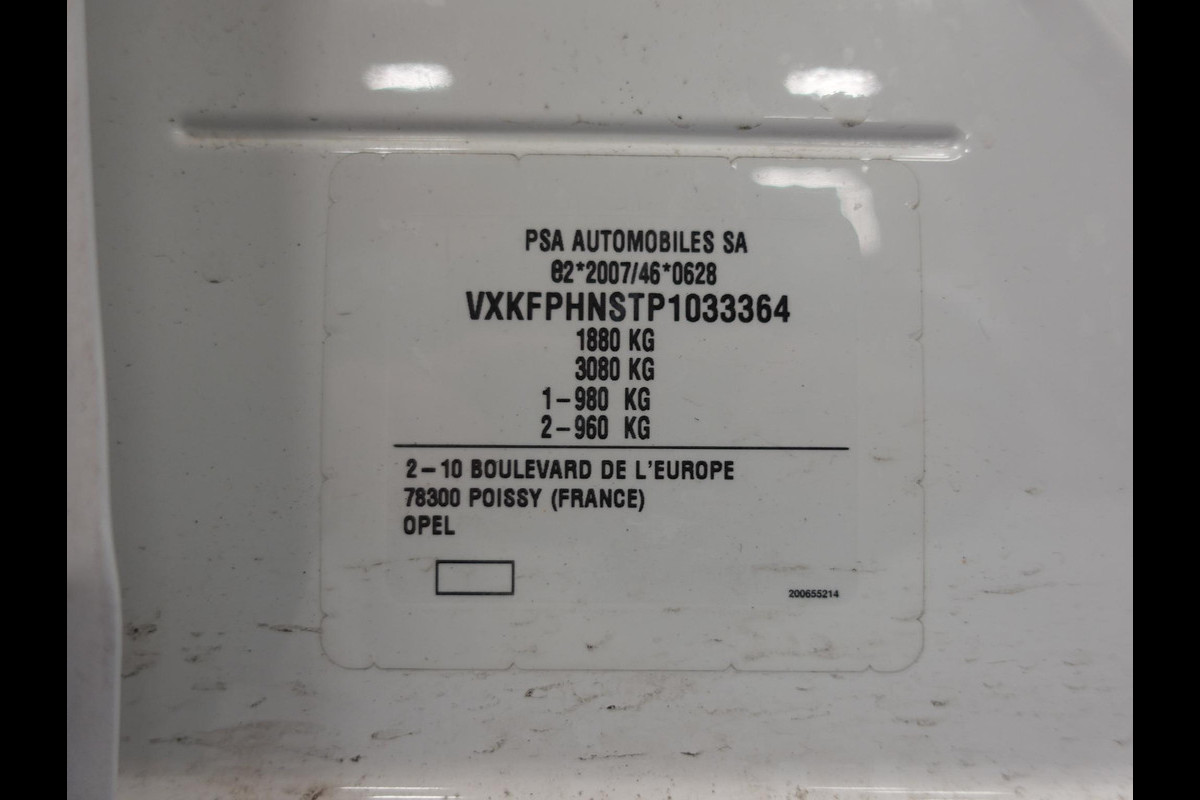 PSA AUTOMOBILES SA
e2*2007/46*0628
VXKFPHNSTP1033364
1880 KG
3080 KG
1-980 KG
2-960 KG
2-10 BOULEVARD DE L'EUROPE
78300 POISSY (FRANCE)
OPEL
200655214